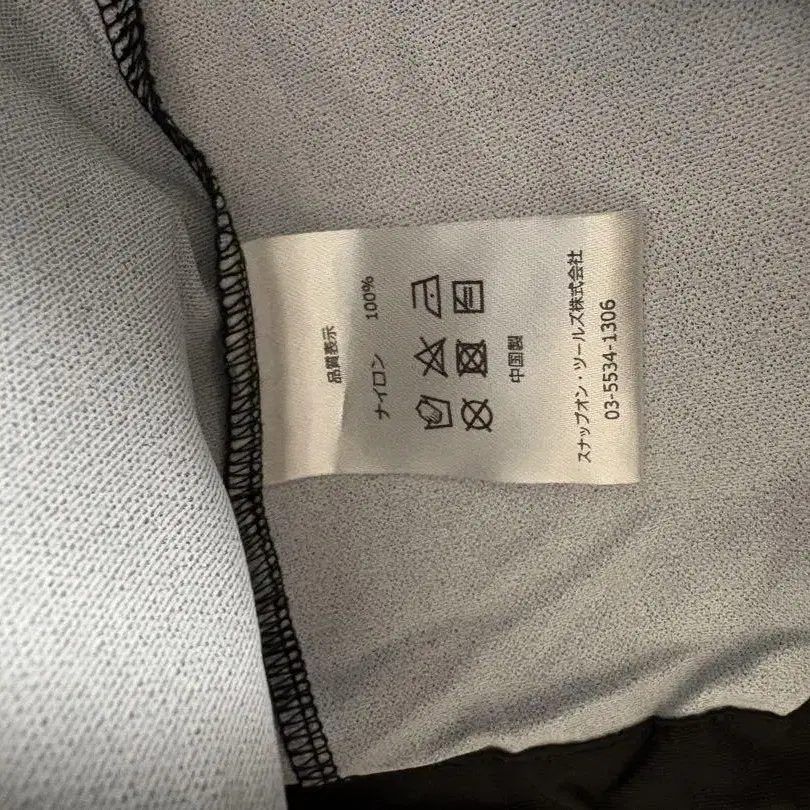 品質表示
ナイロン 100%
中国製
スナップオン・ツールズ株式会社
03-5534-1306